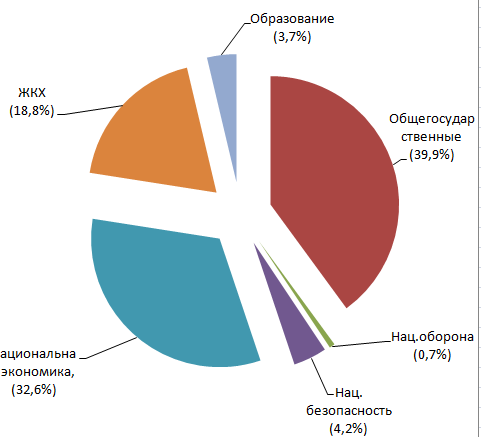 Образование
(3,7%)
ЖКХ
(18,8%)
Общегосудар
ственные
(39,9%)
Нац.оборона
(0,7%)
Нац.
безопасность
(4,2%)
ациональна
экономика,
(32,6%)